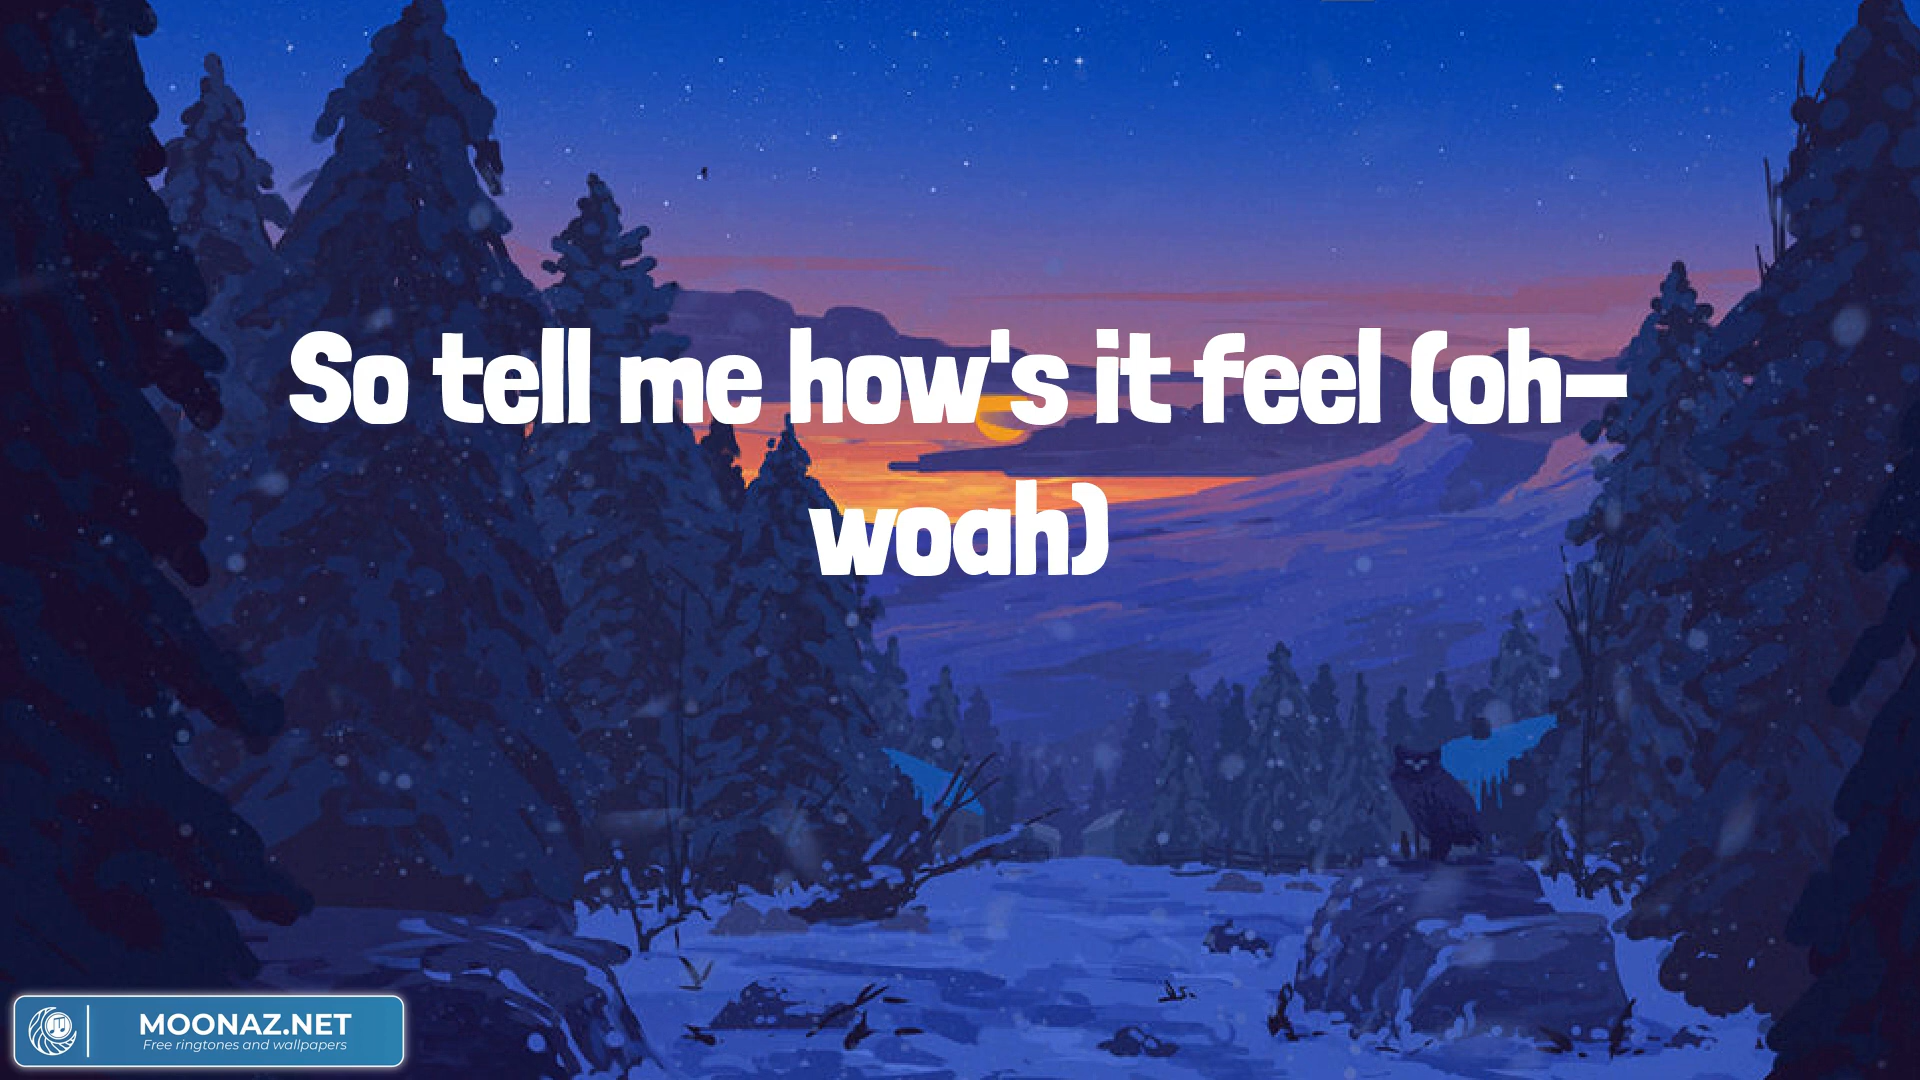 So tell me how's it feel (oh-
woah)
MOONAZ.NET
Free ringtones and wallpapers